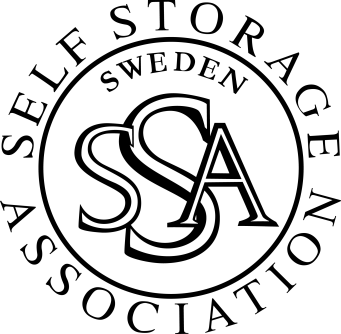 SELF STORAGE
SWEDEN
SSA
ASSOCIATION